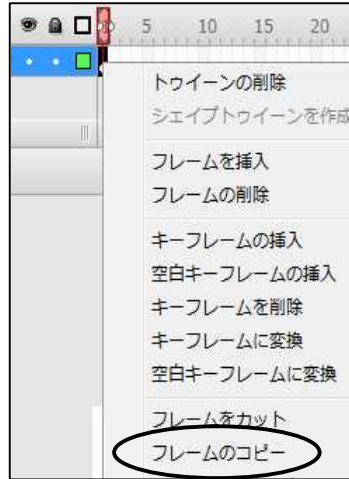 5 10 15 20
トゥイーンの削除
シェイプトゥイーンを作成
フレームを挿入
フレームの削除
キーフレームの挿入
空白キーフレームの挿入
キーフレームを削除
キーフレームに変換
空白キーフレームに変換
フレームをカット
フレームのコピー